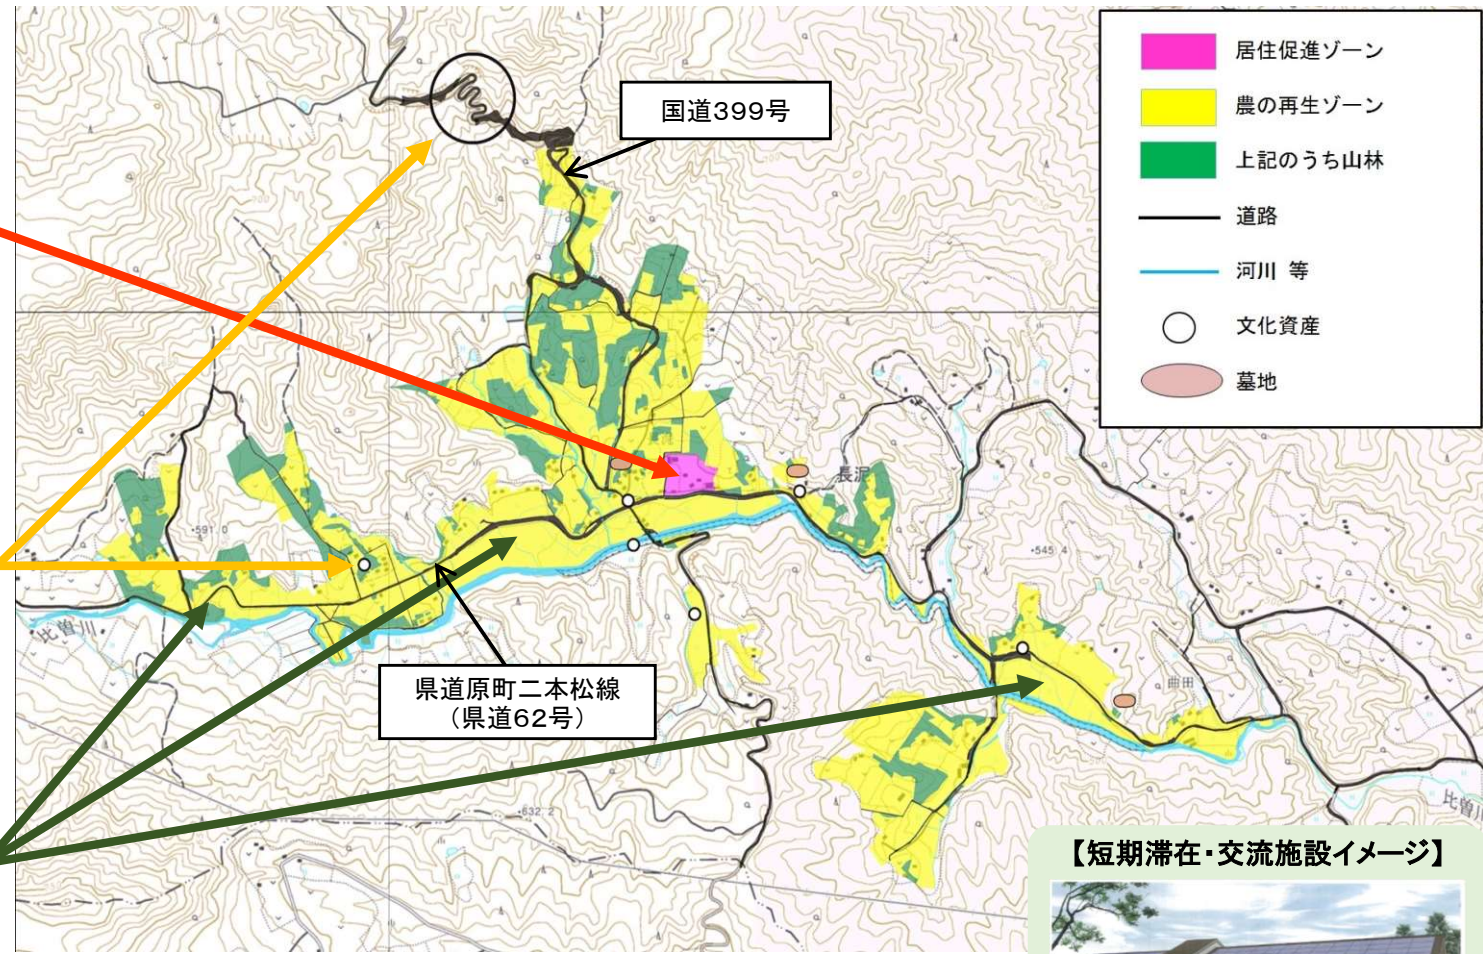 国道399号
居住促進ゾーン
農の再生ゾーン
上記のうち山林
道路
河川 等
文化資産
墓地
長泥
・591.0
・545.4
比曽川
県道原町二本松線
(県道62号)
曲田
・632.2
比曽川
【短期滞在・交流施設イメージ】